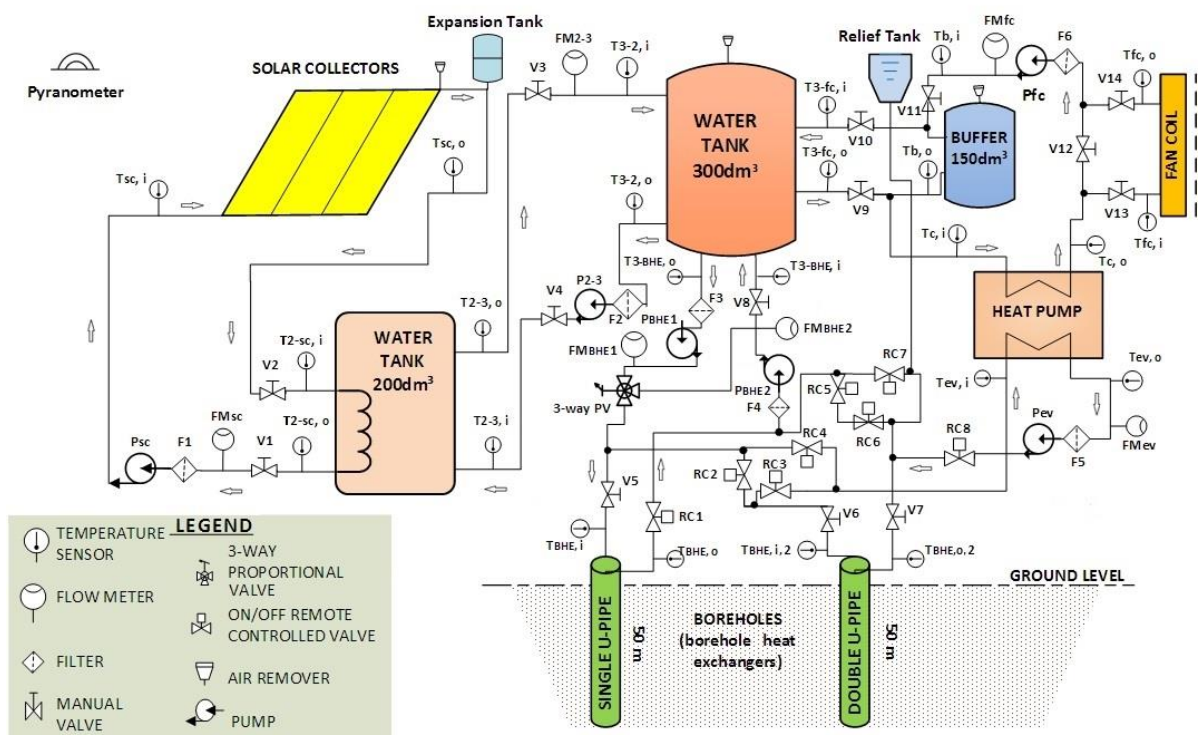 Pyranometer
SOLAR COLLECTORS
Expansion Tank
V3
FM2-3
T3-2, i
Relief Tank
Tb, i
FMfc
F6
Pfc
V14
Tfc, o
V11
T3-fc, i
V10
WATER
TANK
300dm³
BUFFER
150dm³
V12
FAN COIL
T3-fc, o
Tb, o
V9
V13
Tfc, i
Tsc, i
Tsc, o
T3-2, o
Tc, i
Tc, o
T3-BHE, o
T3-BHE, i
F3
V8
HEAT PUMP
P2-3
V4
F2
PBHE1
FMBHE1
FMBHE2
T2-3, o
T2-sc, i
V2
WATER
TANK
200dm³
3-way PV
PBHE2
F4
RC7
RC5
RC6
Tev, i
Tev, o
Pev
FMev
F5
RC8
FMsc
T2-sc, o
T2-3, i
Psc
F1
V1
RC4
RC2
RC3
V5
RC1
V6
V7
TBHE, i
TBHE, o
TBHE, i,2
TBHE, o,2
GROUND LEVEL
SINGLE U-PIPE
50 m
BOREHOLES
(borehole heat
exchangers)
DOUBLE U-PIPE
50 m
LEGEND
TEMPERATURE
SENSOR
3-WAY
PROPORTIONAL
VALVE
FLOW METER
ON/OFF REMOTE
CONTROLLED VALVE
FILTER
AIR REMOVER
MANUAL
VALVE
PUMP